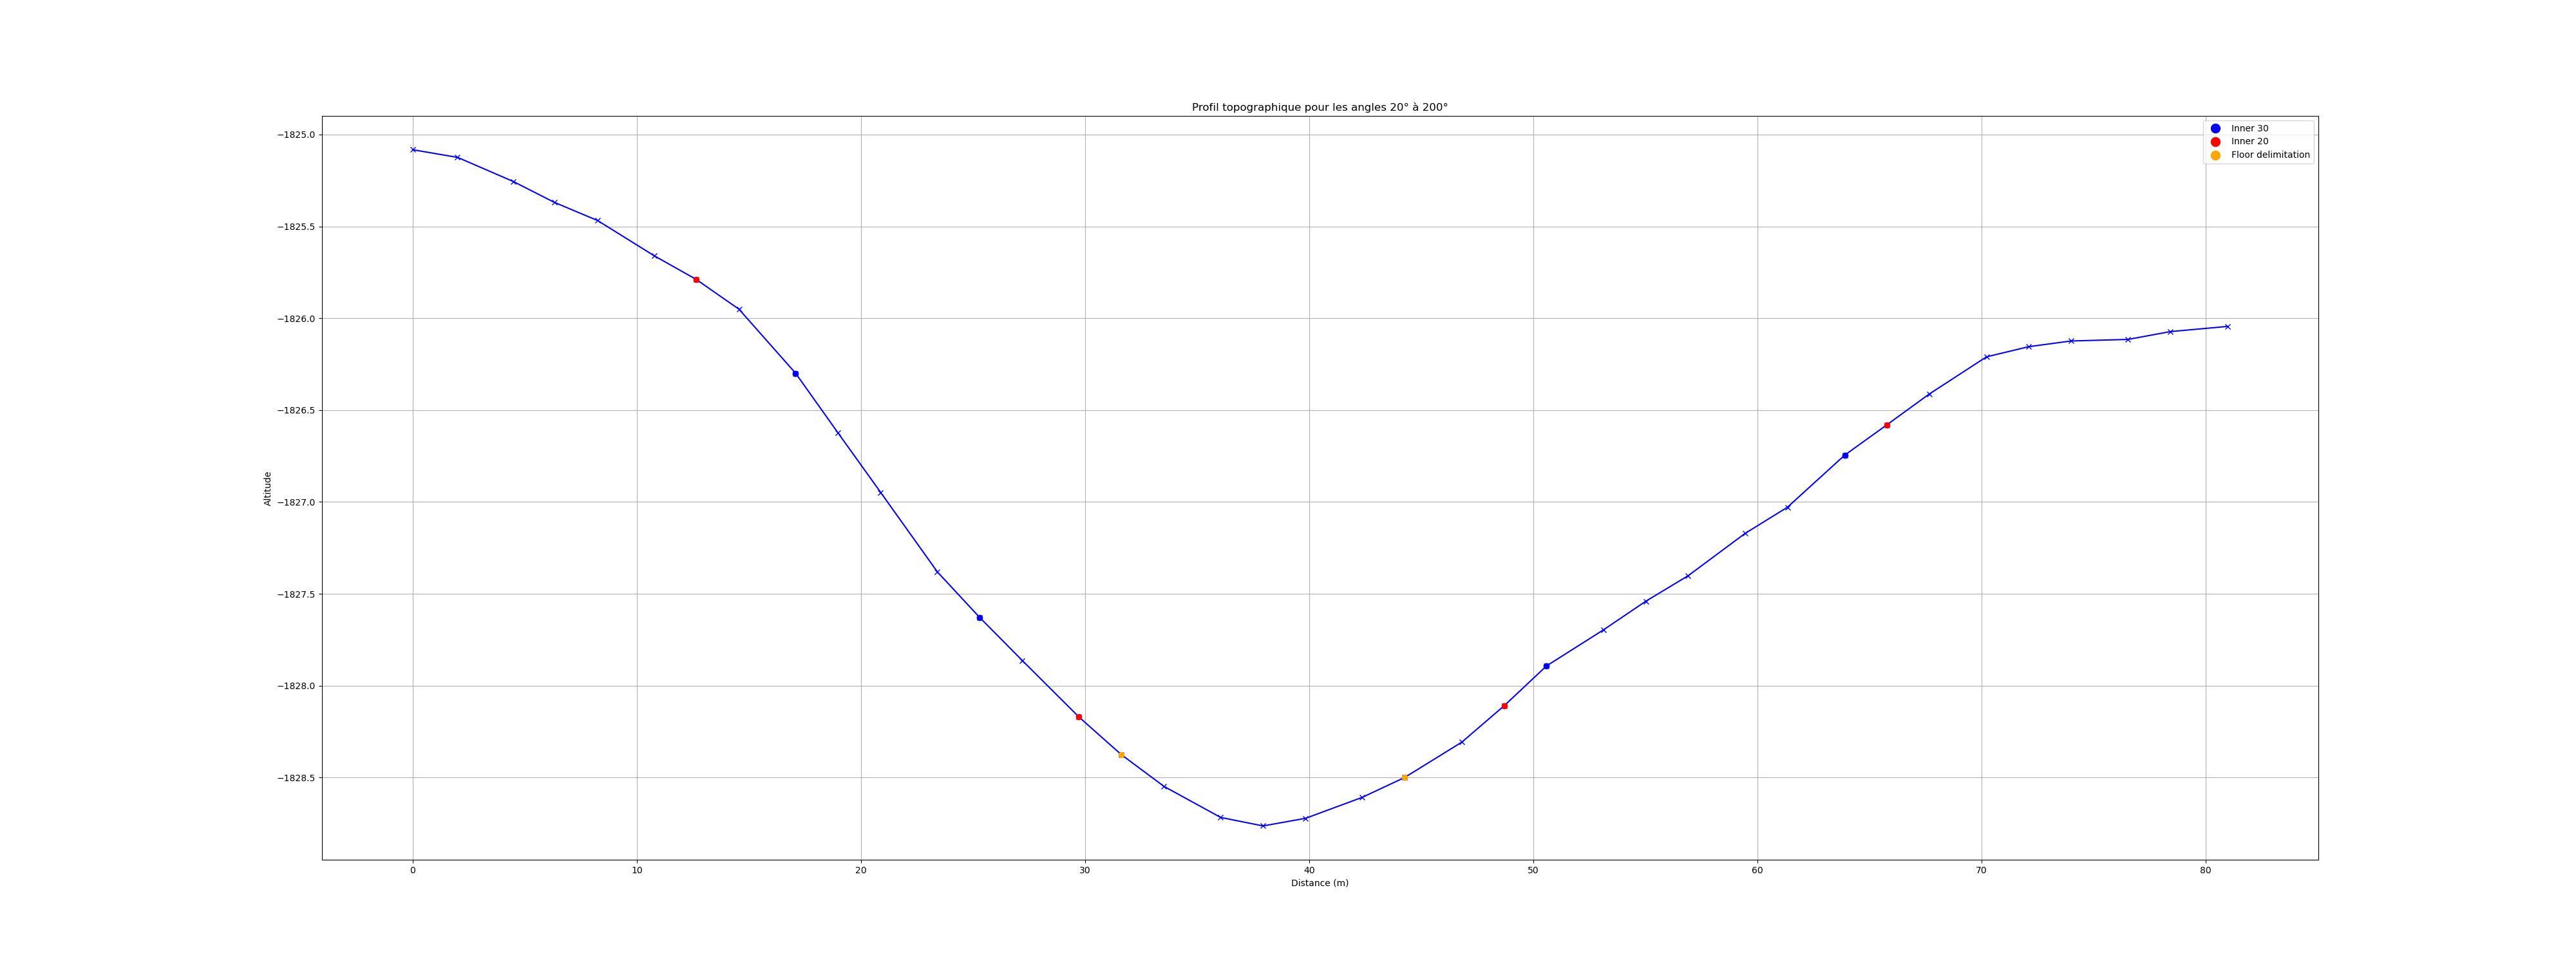 Profil topographique pour les angles 20° à 200°
Inner 30
Inner 20
Floor delimitation
Altitude
−1825.0
−1825.5
−1826.0
−1826.5
−1827.0
−1827.5
−1828.0
−1828.5
0 10 20 30 40 50 60 70 80
Distance (m)